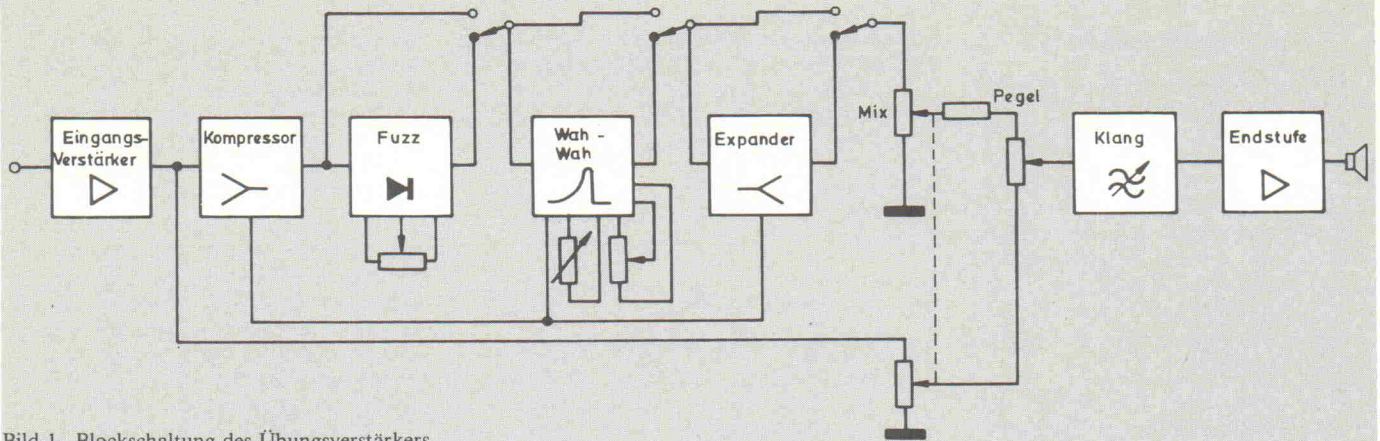 Eingangs-
Verstärker
Kompressor
Fuzz
Wah -
Wah
Expander
Mix
Pegel
Klang
Endstufe
Bild 1. Blockschaltung des Übungsverstärkers